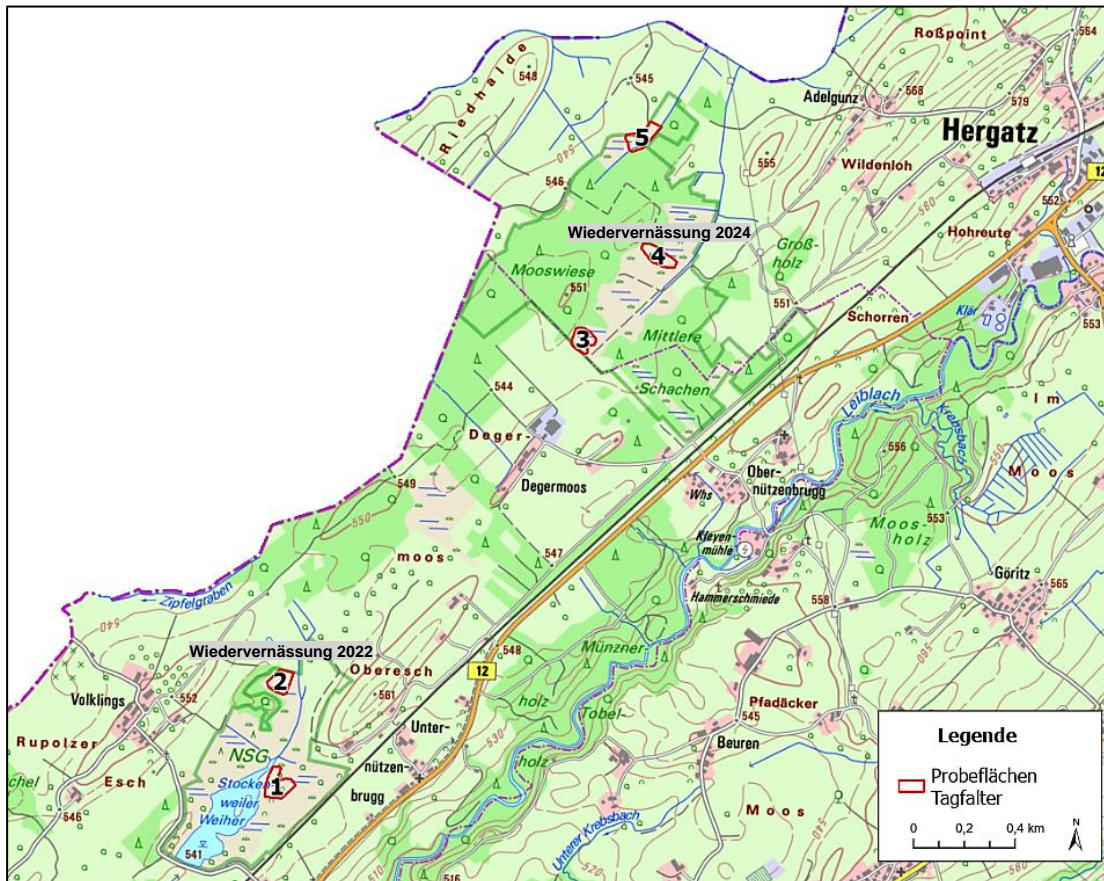 Roßpoint
564
Riedhalde
548
545
Adelgunz
568
579
Hergatz
5
540
555
Wildenloh
12
546
552
Wiedervernässung 2024
Hohreute
4
Groß-
holz
Mooswiese
551
551
Schorren
Klär
553
3
Mittlere
Schachen
544
Leiblach
Krebsbach
Im
Deger-
556
560
Moos
Degermoos
Whs
Ober-
nützenbrugg
549
550
Moos-
holz
553
moos
547
Kleyen-
mühle
Göritz
565
Hammerschmiede
558
Zipfelgraben
540
Wiedervernässung 2022
548
Münzner
12
Oberesch
2
552
561
Volklings
holz
Pfadäcker
Tobel-
545
Rupolzer
Unter-
nützen-
brugg
530
holz
Beuren
NSG
Esch
Stocken
weiler
Weiher
1
546
Moos
541
Unterer Krebsbach
510
516
520
540
580
Legende
Probeflächen
Tagfalter
0 0,2 0,4 km
N